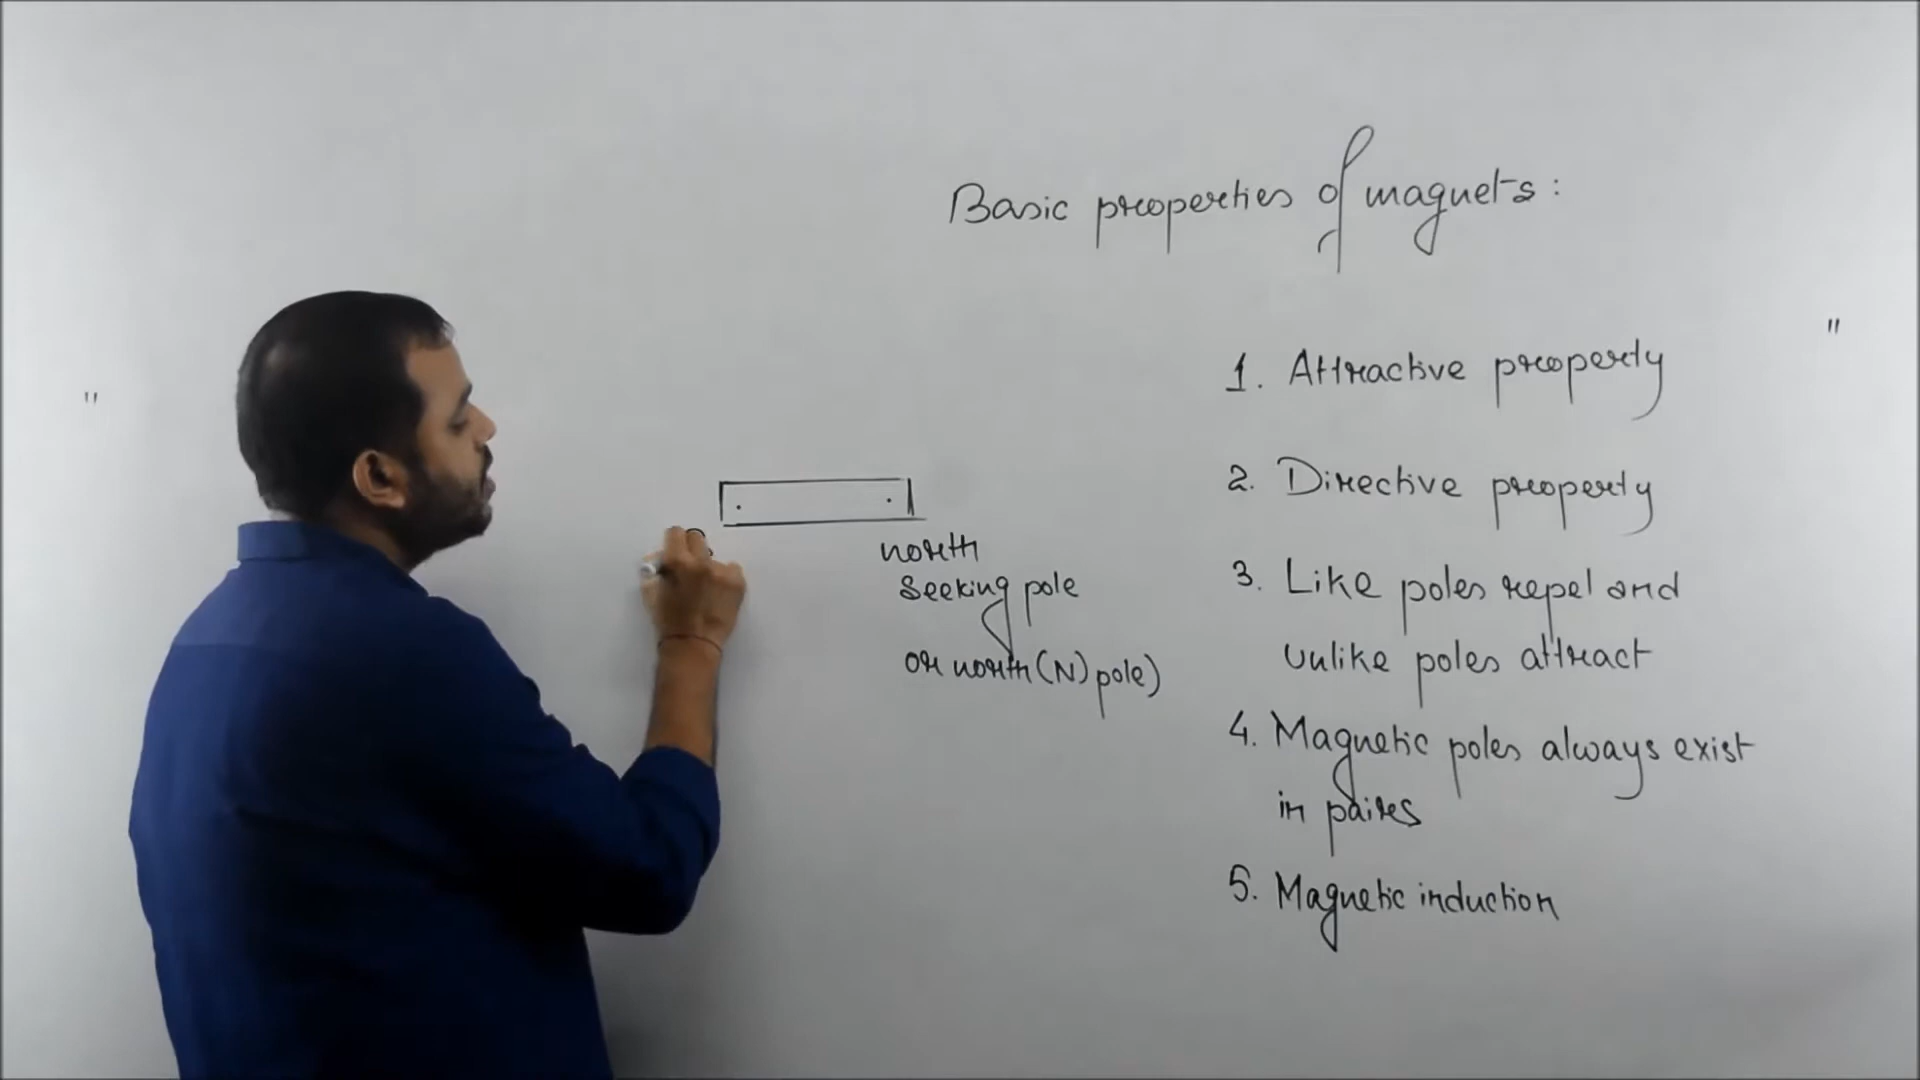 Basic properties of magnets:
1. Attractive property
2. Directive property
3. Like poles repel and
unlike poles attract
4. Magnetic poles always exist
in paires
5. Magnetic induction
north
seeking pole
or north (N) pole)